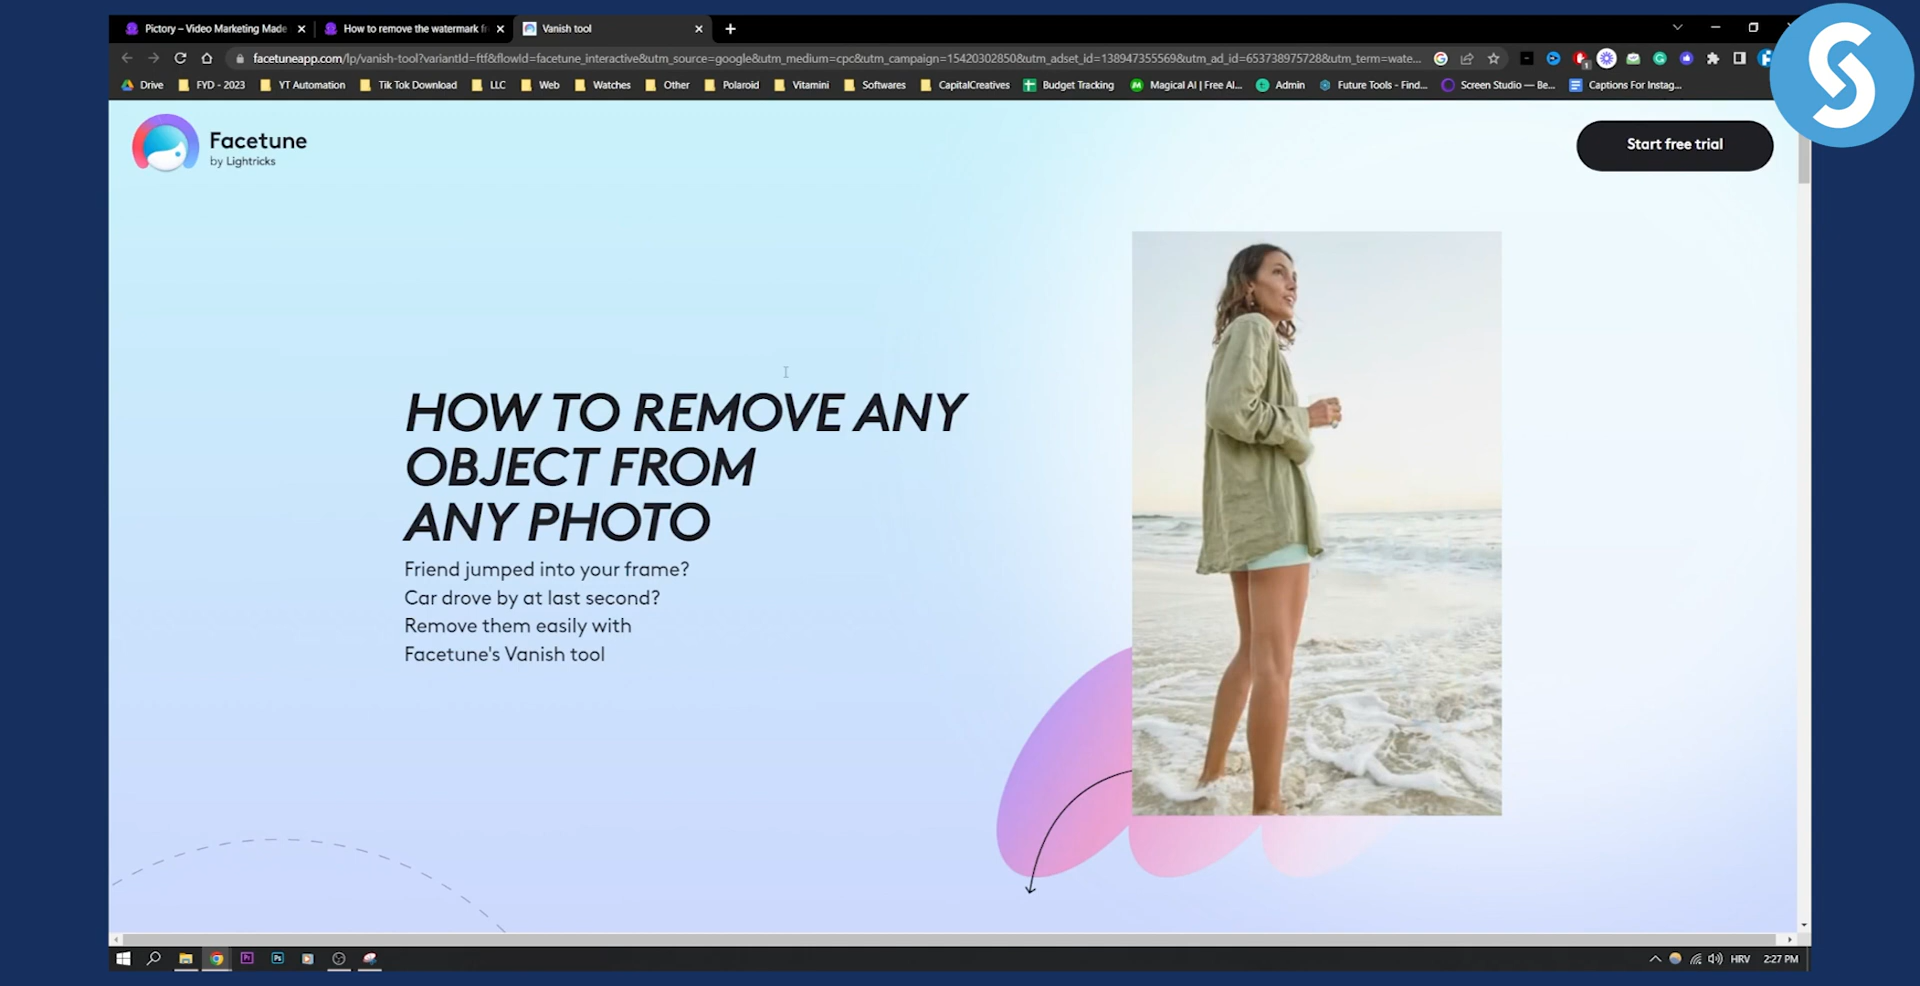 Pictory – Video Marketing Made
How to remove the watermark fr
Vanish tool
facetuneapp.com/lp/vanish-tool?variantId=ftf&flowId=facetune_interactive&utm_source=google&utm_medium=cpc&utm_campaign=15420302850&utm_adset_id=138947355569&utm_ad_id=653738975728&utm_term=wate...
Drive FYD - 2023 YT Automation Tik Tok Download LLC Web Watches Other Polaroid Vitamini Softwares CapitalCreatives Budget Tracking Magical AI | Free AI... Admin Future Tools - Find... Screen Studio — Be... Captions For Instag...
Facetune
by Lightricks
Start free trial
HOW TO REMOVE ANY
OBJECT FROM
ANY PHOTO
Friend jumped into your frame?
Car drove by at last second?
Remove them easily with
Facetune's Vanish tool
HRV 2:27 PM